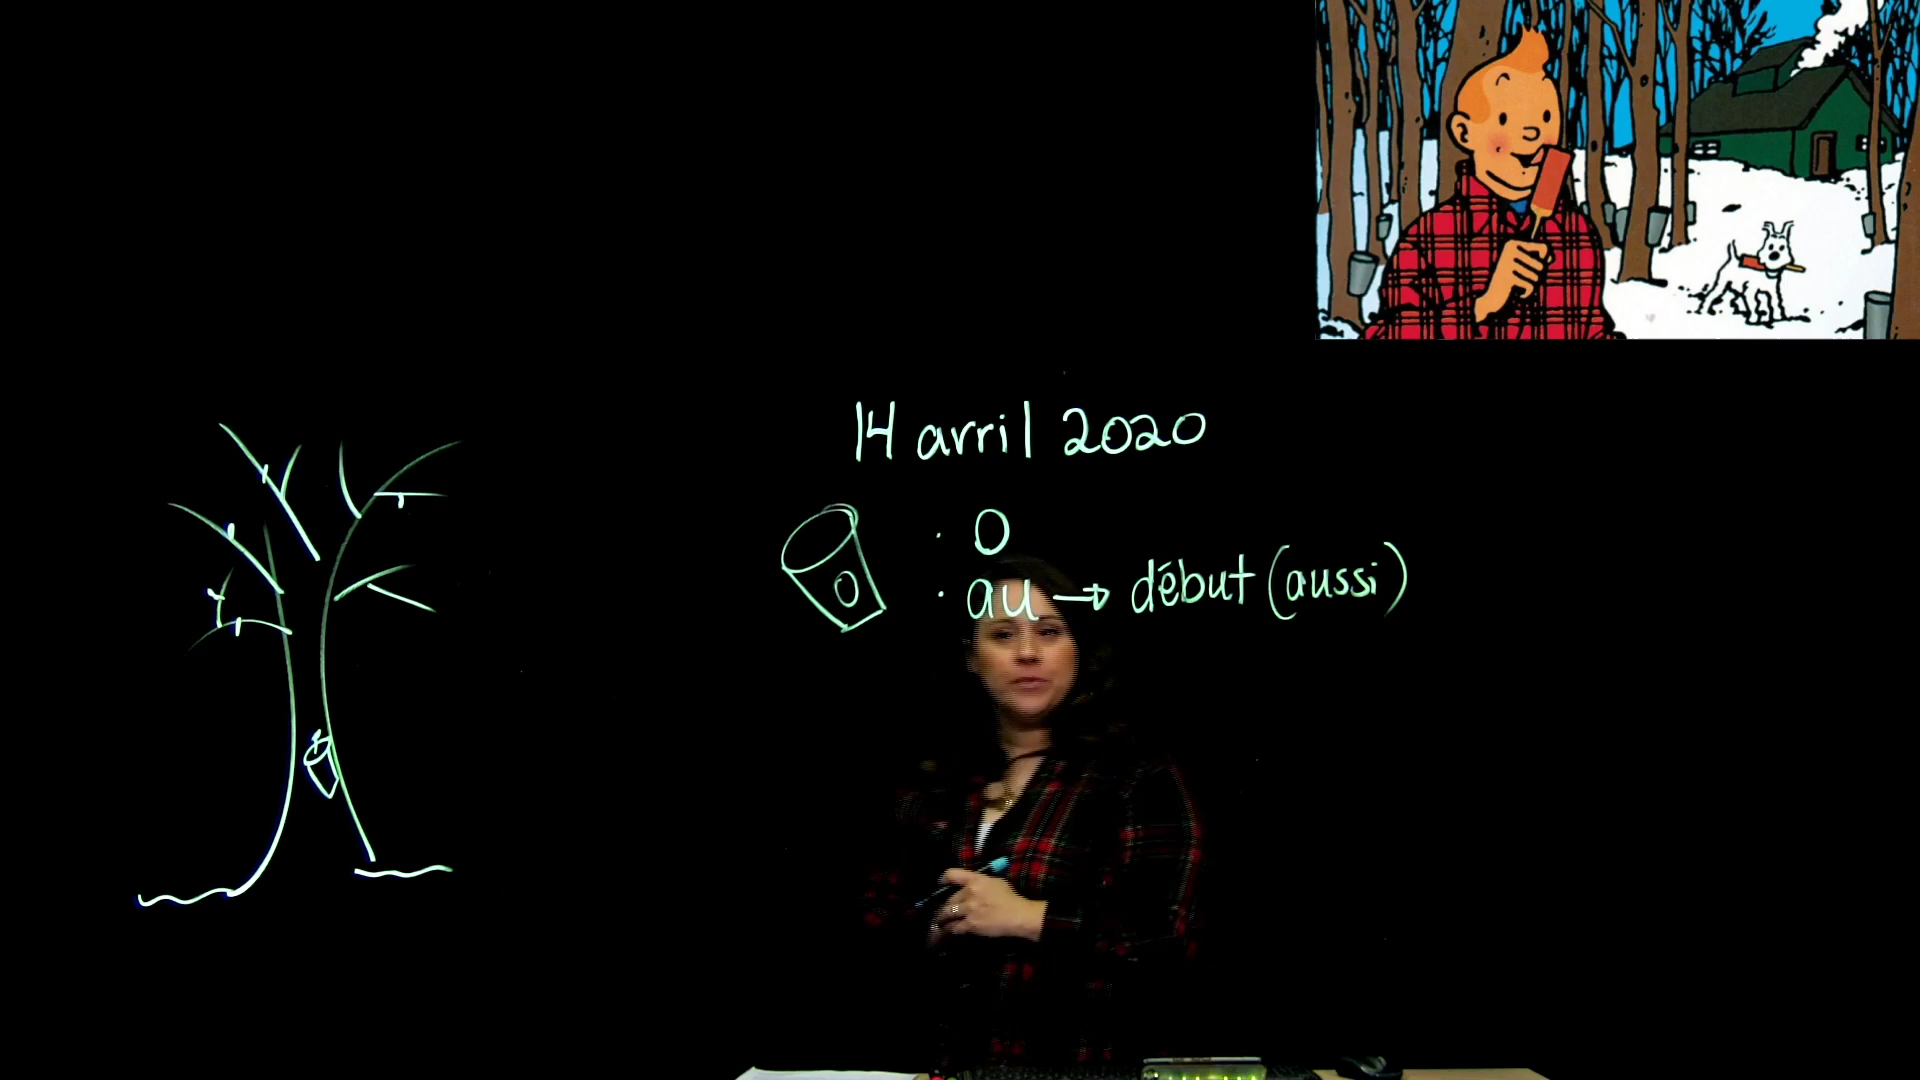 14 avril 2020
· O
O
· au → début (aussi)